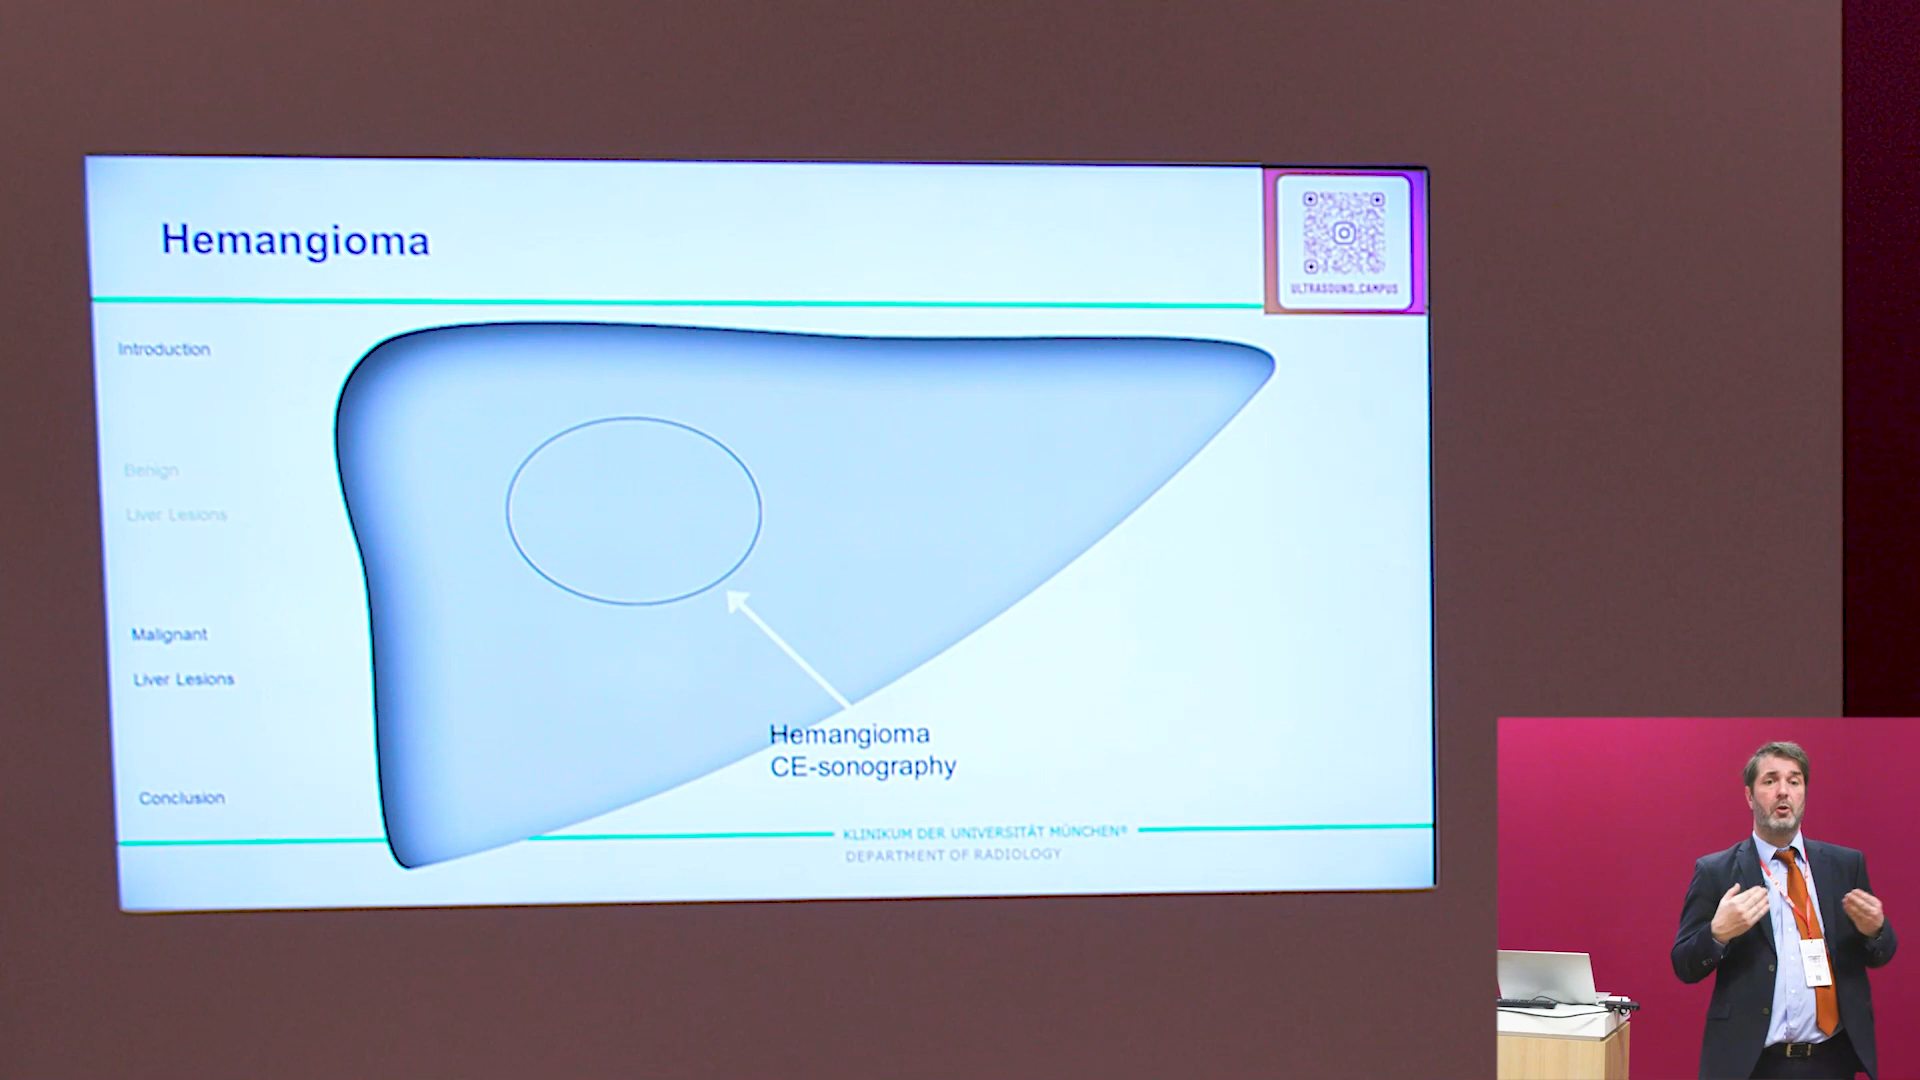 Hemangioma
ULTRASOUND_CAMPUS
Introduction
Benign
Liver Lesions
Malignant
Liver Lesions
Conclusion
Hemangioma
CE-sonography
KLINIKUM DER UNIVERSITÄT MÜNCHEN®
DEPARTMENT OF RADIOLOGY